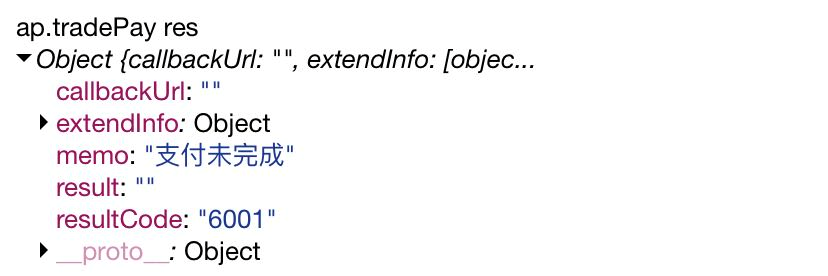 ap.tradePay res
Object {callbackUrl: "", extendInfo: [objec...
callbackUrl: ""
extendInfo: Object
memo: "支付未完成"
result: ""
resultCode: "6001"
__proto__: Object